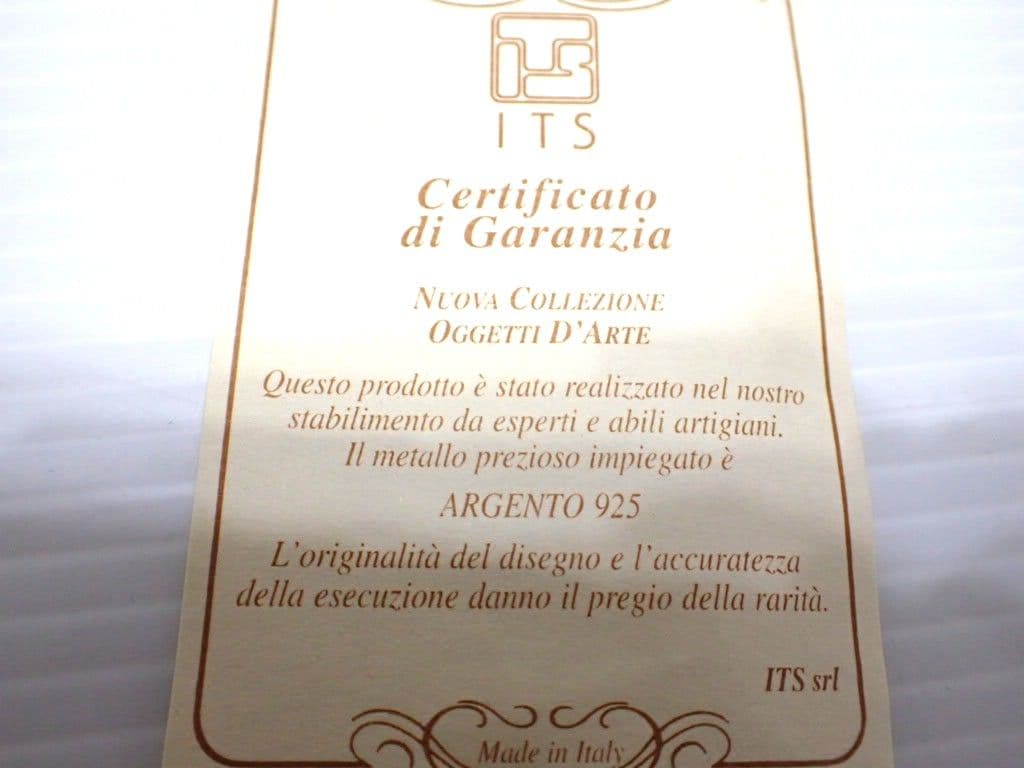 ITS
ITS
Certificato
di Garanzia
NUOVA COLLEZIONE
OGGETTI D'ARTE
Questo prodotto è stato realizzato nel nostro
stabilimento da esperti e abili artigiani.
Il metallo prezioso impiegato è
ARGENTO 925
L'originalità del disegno e l'accuratezza
della esecuzione danno il pregio della rarità.
ITS srl
Made in Italy